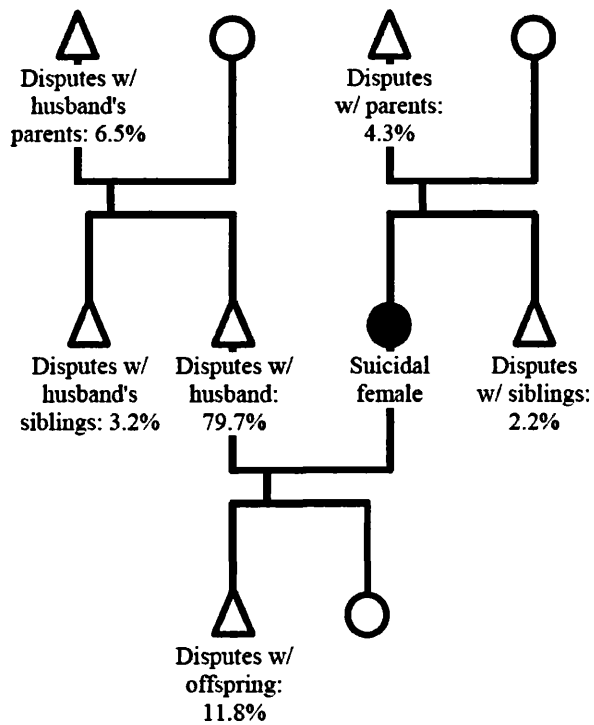 Disputes w/
husband's
parents: 6.5%
Disputes
w/ parents:
4.3%
Disputes w/
husband's
siblings: 3.2%
Disputes w/
husband:
79.7%
Suicidal
female
Disputes
w/ siblings:
2.2%
Disputes w/
offspring:
11.8%